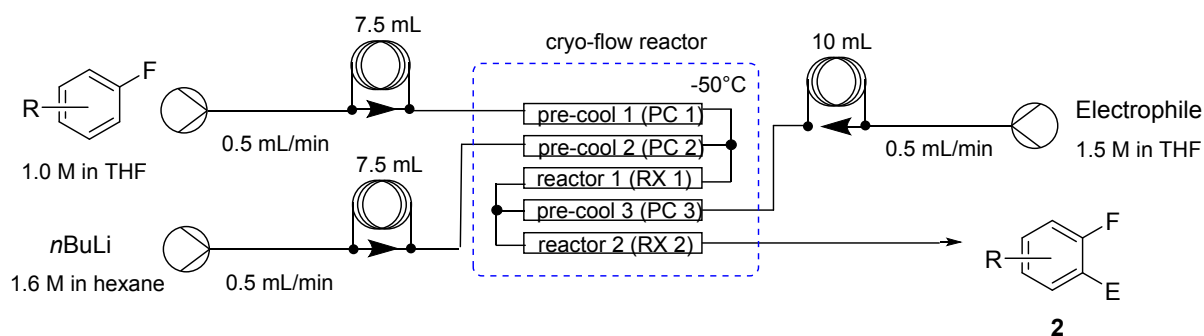 7.5 mL
cryo-flow reactor
10 mL
F
R
-50°C
pre-cool 1 (PC 1)
Electrophile
0.5 mL/min
pre-cool 2 (PC 2)
0.5 mL/min
1.0 M in THF
7.5 mL
1.5 M in THF
reactor 1 (RX 1)
pre-cool 3 (PC 3)
nBuLi
reactor 2 (RX 2)
F
R
1.6 M in hexane
0.5 mL/min
E
2